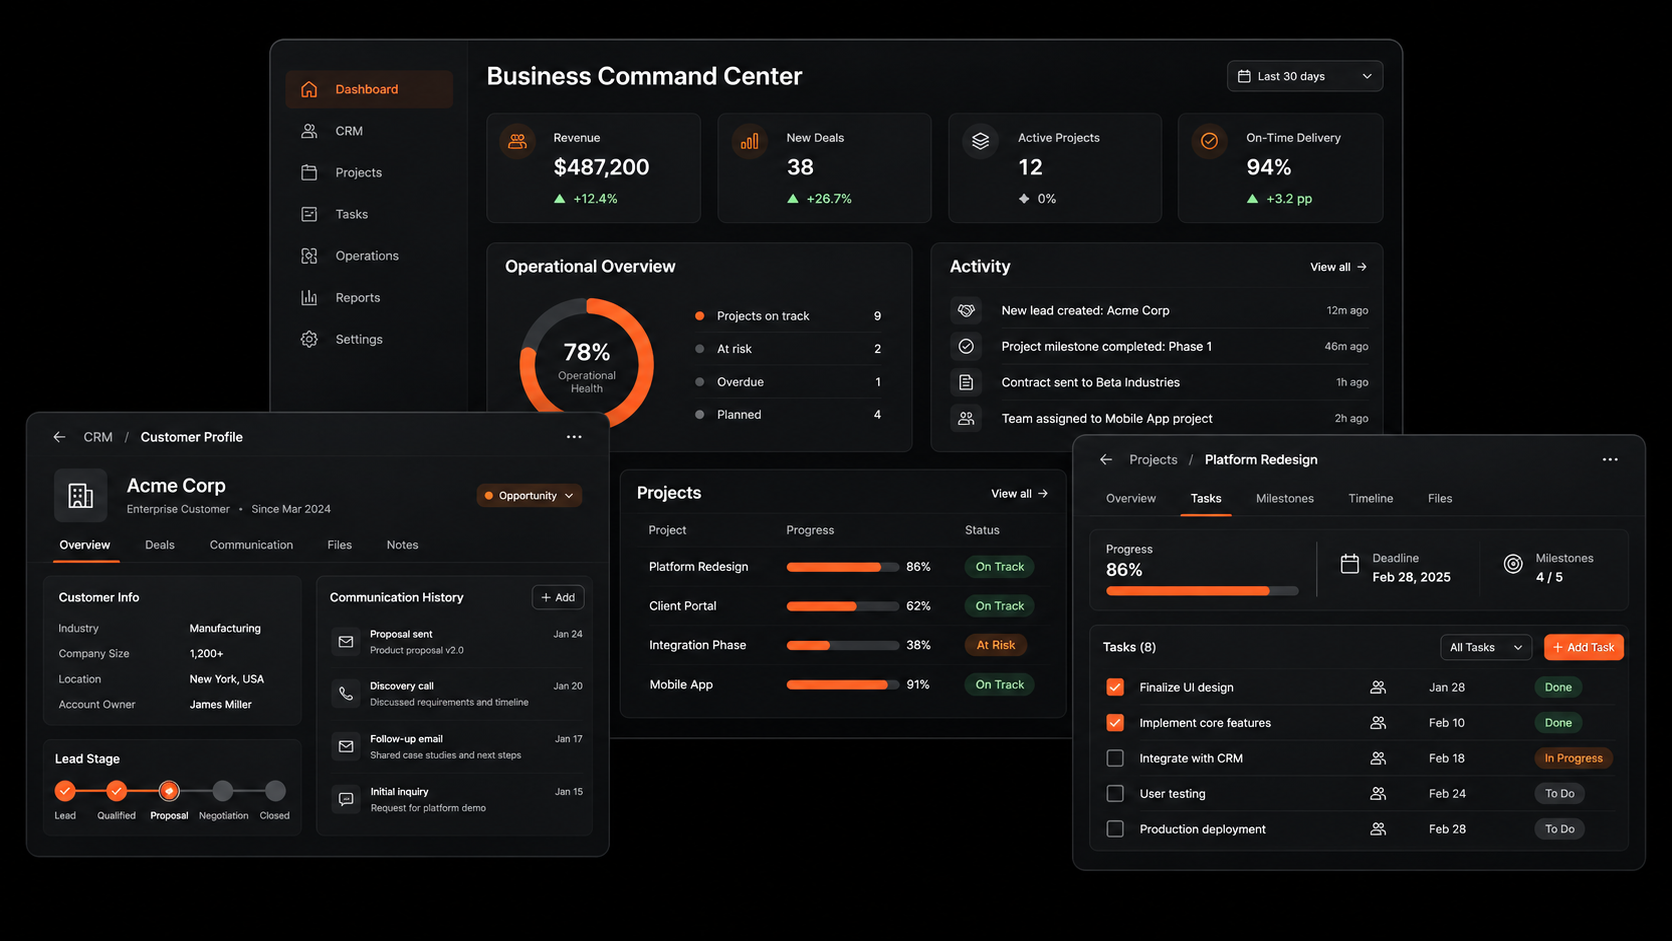 Dashboard
CRM
Projects
Tasks
Operations
Reports
Settings
Business Command Center
Last 30 days
Revenue
$487,200
+12.4%
New Deals
38
+26.7%
Active Projects
12
0%
On-Time Delivery
94%
+3.2 pp
Operational Overview
78%
Operational
Health
Projects on track 9
At risk 2
Overdue 1
Planned 4
Activity View all
New lead created: Acme Corp 12m ago
Project milestone completed: Phase 1 46m ago
Contract sent to Beta Industries 1h ago
Team assigned to Mobile App project 2h ago
CRM / Customer Profile
Acme Corp
Enterprise Customer • Since Mar 2024
Opportunity
Overview Deals Communication Files Notes
Customer Info
Industry Manufacturing
Company Size 1,200+
Location New York, USA
Account Owner James Miller
Lead Stage
Lead Qualified Proposal Negotiation Closed
Communication History + Add
Proposal sent Jan 24
Product proposal v2.0
Discovery call Jan 20
Discussed requirements and timeline
Follow-up email Jan 17
Shared case studies and next steps
Initial inquiry Jan 15
Request for platform demo
Projects View all
Project Progress Status
Platform Redesign 86% On Track
Client Portal 62% On Track
Integration Phase 38% At Risk
Mobile App 91% On Track
Projects / Platform Redesign
Overview Tasks Milestones Timeline Files
Progress
86%
Deadline
Feb 28, 2025
Milestones
4 / 5
Tasks (8) All Tasks + Add Task
Finalize UI design Jan 28 Done
Implement core features Feb 10 Done
Integrate with CRM Feb 18 In Progress
User testing Feb 24 To Do
Production deployment Feb 28 To Do